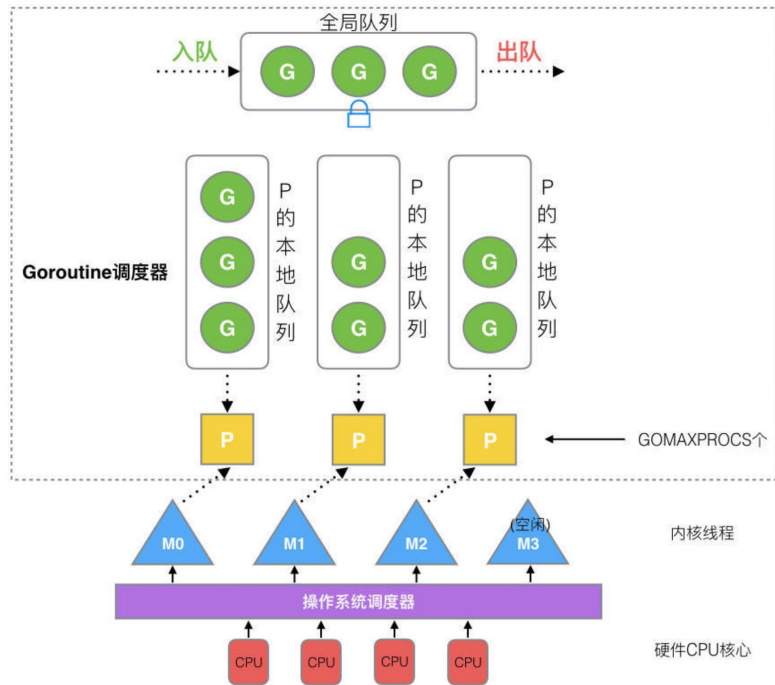 全局队列
入队
G
G
G
出队
G
G
G
P的本地队列
G
G
P的本地队列
G
G
P的本地队列
Goroutine调度器
P
P
P
GOMAXPROCS个
M0
M1
M2
(空闲)
M3
内核线程
操作系统调度器
CPU
CPU
CPU
CPU
硬件CPU核心